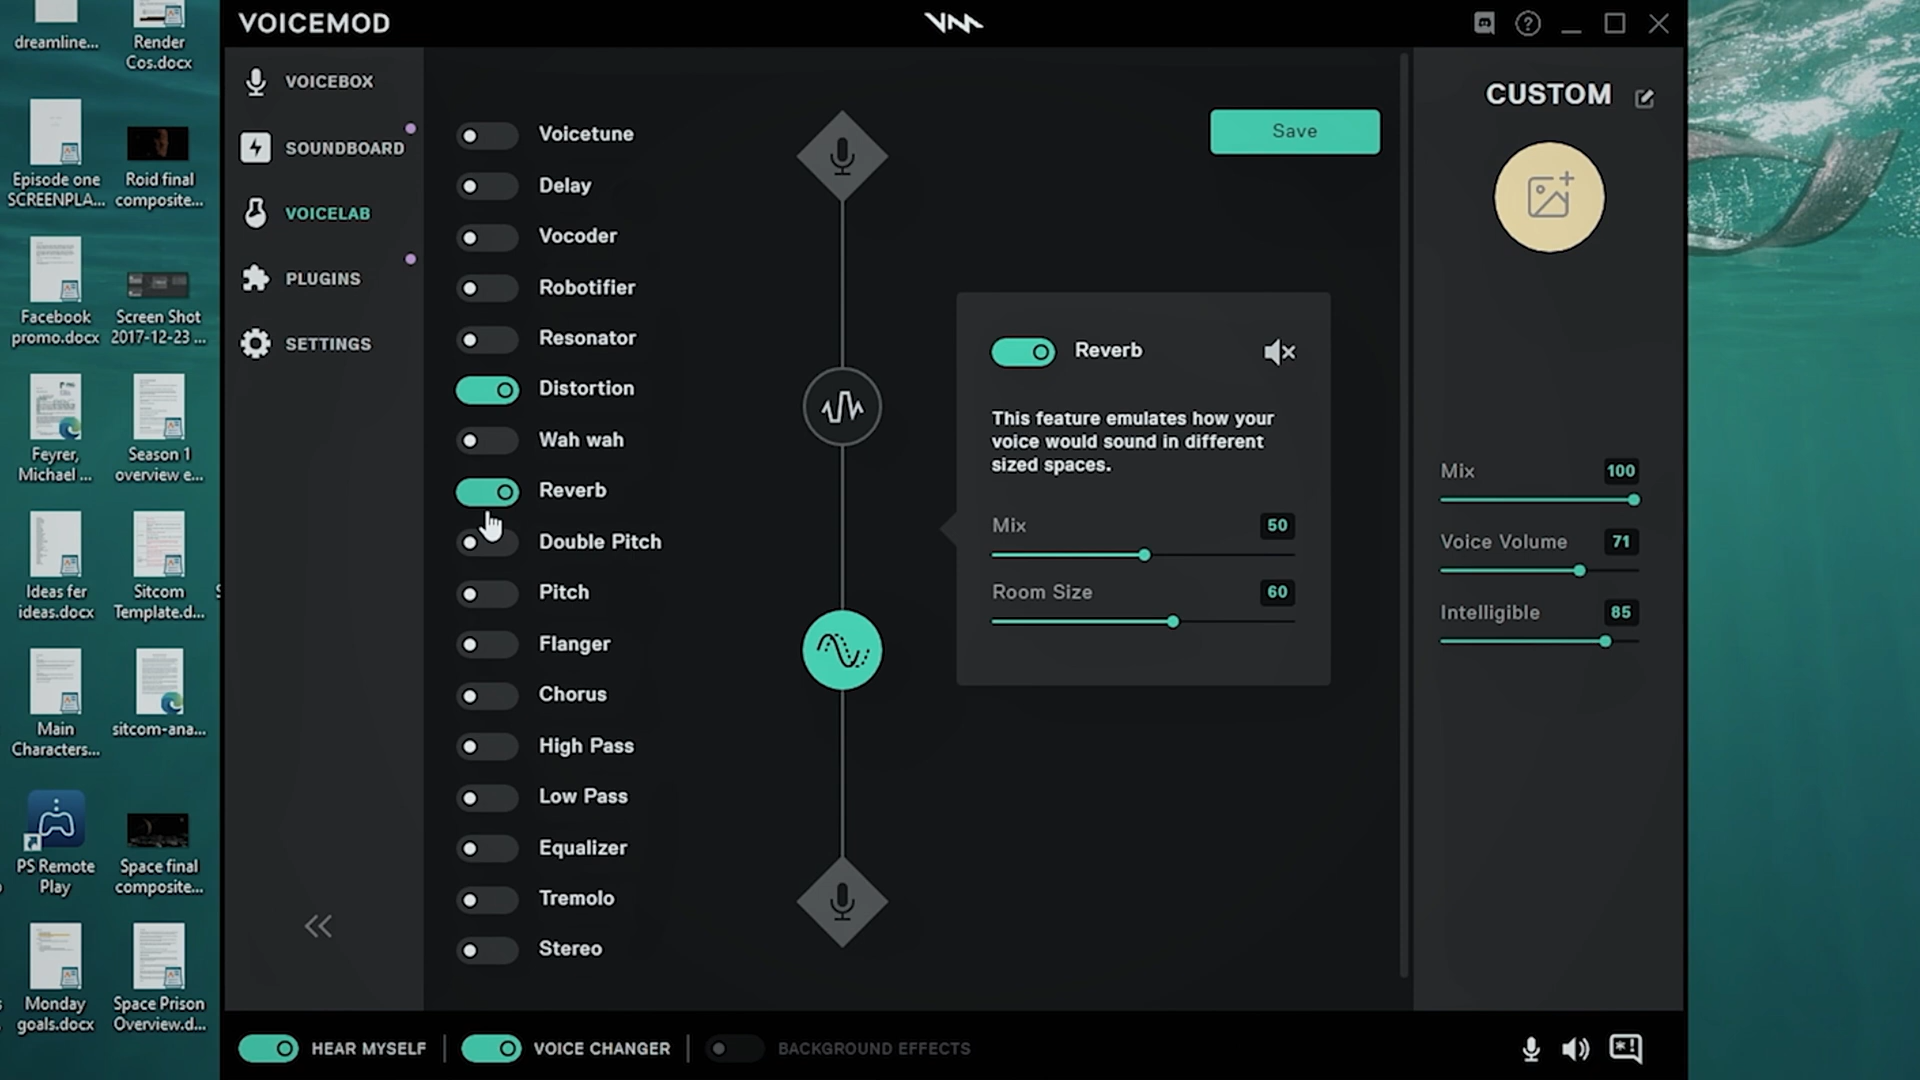 dreamline...
Render
Cos.docx
Episode one
SCREENPLA...
Roid final
composite...
Facebook
promo.docx
Screen Shot
2017-12-23 ...
Feyrer,
Michael ...
Season 1
overview e...
Ideas fer
ideas.docx
Sitcom
Template.d...
Main
Characters...
sitcom-ana...
PS Remote
Play
Space final
composite...
Monday
goals.docx
Space Prison
Overview.d...
VOICEMOD
VOICEBOX
SOUNDBOARD
VOICELAB
PLUGINS
SETTINGS
Voicetune
Delay
Vocoder
Robotifier
Resonator
Distortion
Wah wah
Reverb
Double Pitch
Pitch
Flanger
Chorus
High Pass
Low Pass
Equalizer
Tremolo
Stereo
Save
Reverb
This feature emulates how your
voice would sound in different
sized spaces.
Mix 50
Room Size 60
CUSTOM
Mix 100
Voice Volume 71
Intelligible 85
HEAR MYSELF
VOICE CHANGER
BACKGROUND EFFECTS